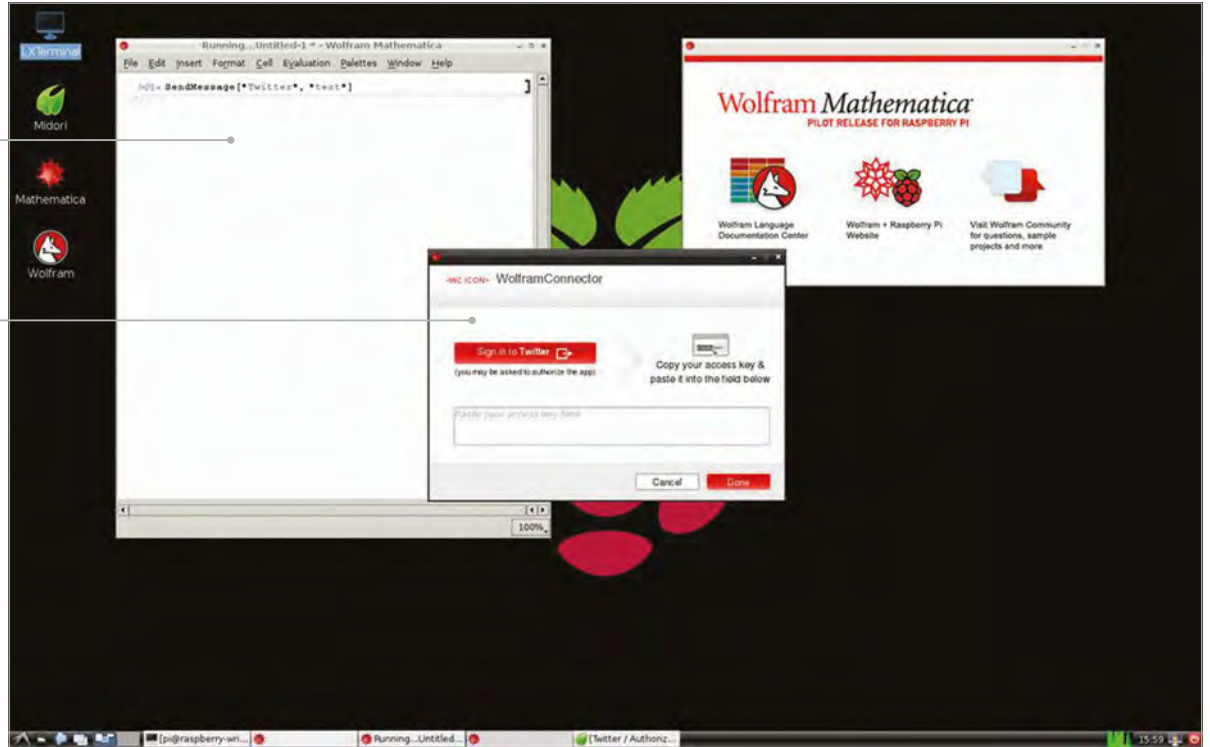 LXTerminal
Midori
Mathematica
Wolfram
Running...Untitled-1 * - Wolfram Mathematica
File Edit Insert Format Cell Evaluation Palettes Window Help
SendMessage["Twitter", "test"]
100%
Wolfram Mathematica
PILOT RELEASE FOR RASPBERRY PI
Wolfram Language
Documentation Center
Wolfram + Raspberry Pi
Website
Visit Wolfram Community
for questions, sample
projects and more
-INC ICON- WolframConnector
Sign in to Twitter
(you may be asked to authorize the app)
Copy your access key &
paste it into the field below
Paste your access key here
Cancel
Done
[pi@raspberry-wri...
Running...Untitled...
[Twitter / Authoriz...
15:59